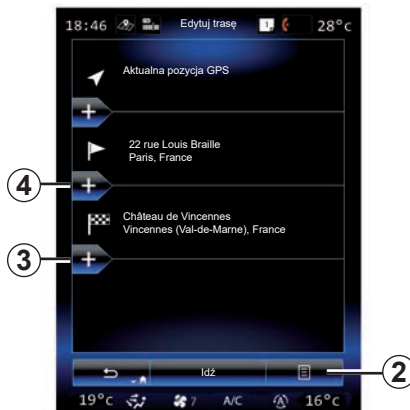 18:46 Edytuj trasę 1 28°c
Aktualna pozycja GPS
+
22 rue Louis Braille
Paris, France
4
+
Château de Vincennes
Vincennes (Val-de-Marne), France
3
+
Idź
2
19°c 7 A/C A 16°c